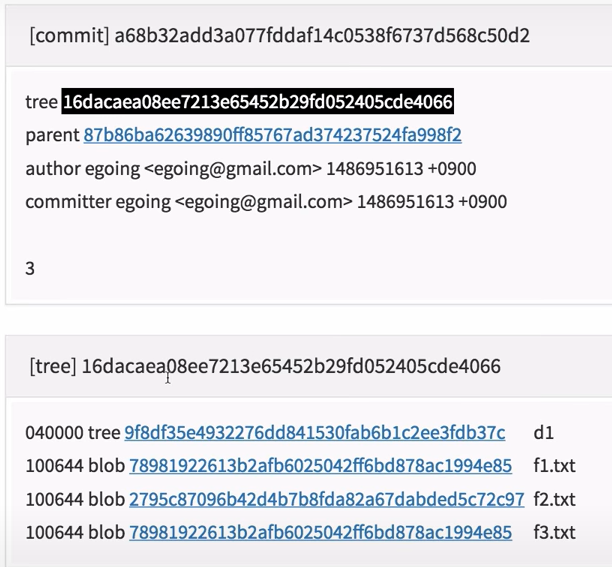 [commit] a68b32add3a077fddaf14c0538f6737d568c50d2
tree 16dacaea08ee7213e65452b29fd052405cde4066
parent 87b86ba62639890ff85767ad374237524fa998f2
author egoing <egoing@gmail.com> 1486951613 +0900
committer egoing <egoing@gmail.com> 1486951613 +0900
3
[tree] 16dacaea08ee7213e65452b29fd052405cde4066
040000 tree 9f8df35e4932276dd841530fab6b1c2ee3fdb37c d1
100644 blob 78981922613b2afb6025042ff6bd878ac1994e85 f1.txt
100644 blob 2795c87096b42d4b7b8fda82a67dabded5c72c97 f2.txt
100644 blob 78981922613b2afb6025042ff6bd878ac1994e85 f3.txt